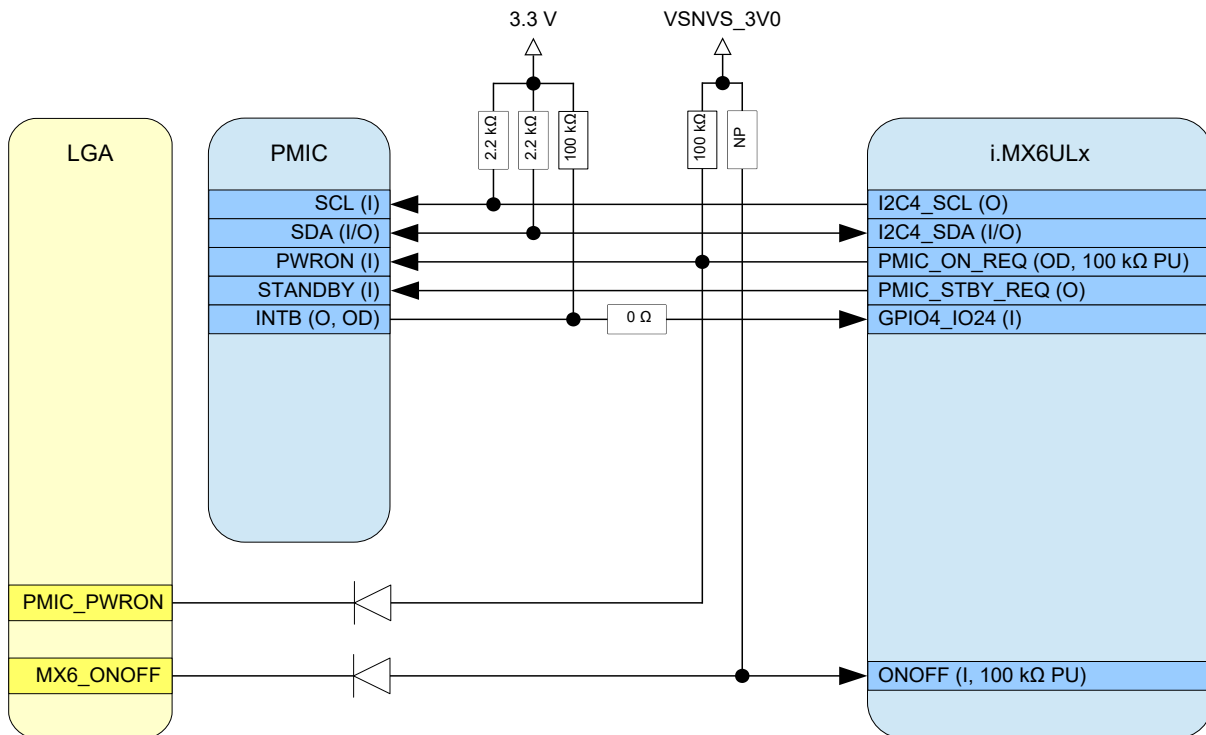 3.3 V
VSNVS_3V0
2.2 kΩ
2.2 kΩ
100 kΩ
100 kΩ
NP
LGA
PMIC
i.MX6ULx
SCL (I)
I2C4_SCL (O)
SDA (I/O)
I2C4_SDA (I/O)
PWRON (I)
PMIC_ON_REQ (OD, 100 kΩ PU)
STANDBY (I)
PMIC_STBY_REQ (O)
INTB (O, OD)
0 Ω
GPIO4_IO24 (I)
PMIC_PWRON
MX6_ONOFF
ONOFF (I, 100 kΩ PU)